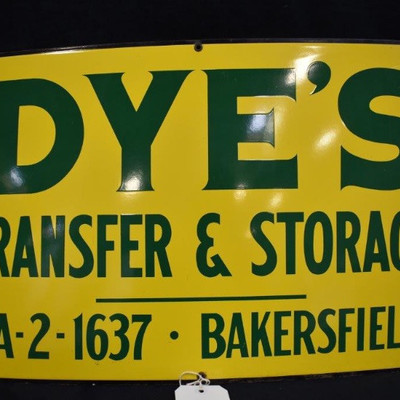 DYE'S
RANSFER & STORAG
A-2-1637 · BAKERSFIEL